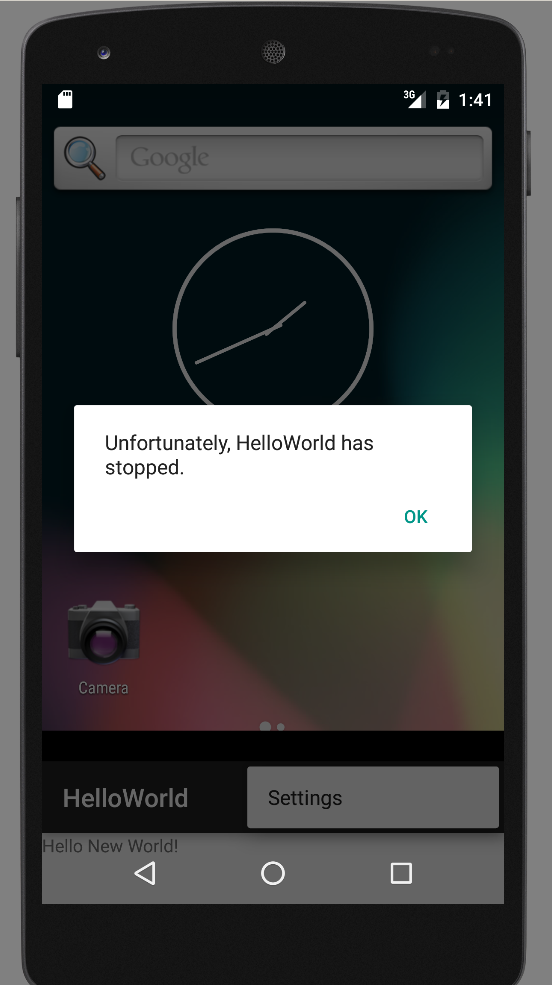 3G 1:41
Google
Unfortunately, HelloWorld has
stopped.
OK
Camera
HelloWorld
Settings
Hello New World!